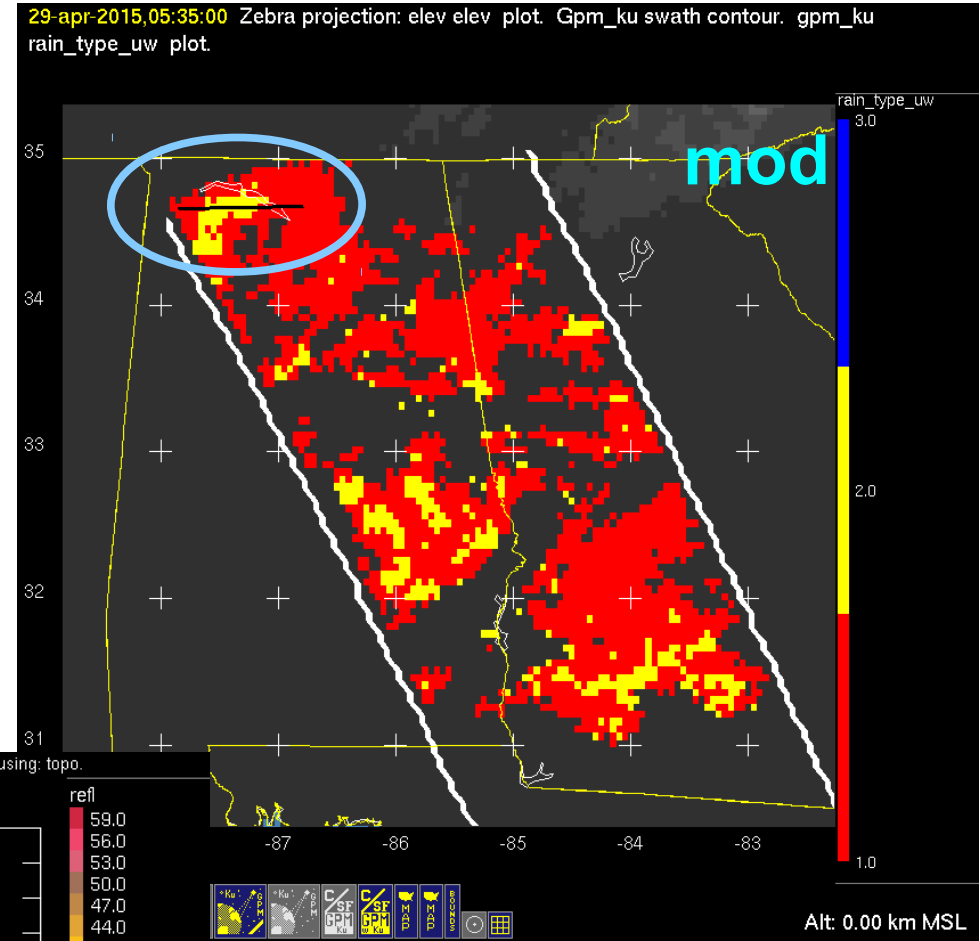 29-apr-2015,05:35:00 Zebra projection: elev elev plot. Gpm_ku swath contour. gpm_ku
rain_type_uw plot.
rain_type_uw
3.0
mod
35
34
33
2.0
32
31
using: topo.
refl
59.0
56.0
53.0
50.0
47.0
44.0
-87 -86 -85 -84 -83
1.0
Ku GPM
Ku GPM
C/SF GPM Ku
C/SF GPM w Ku
MAP
MAP
BOUNDS
Alt: 0.00 km MSL